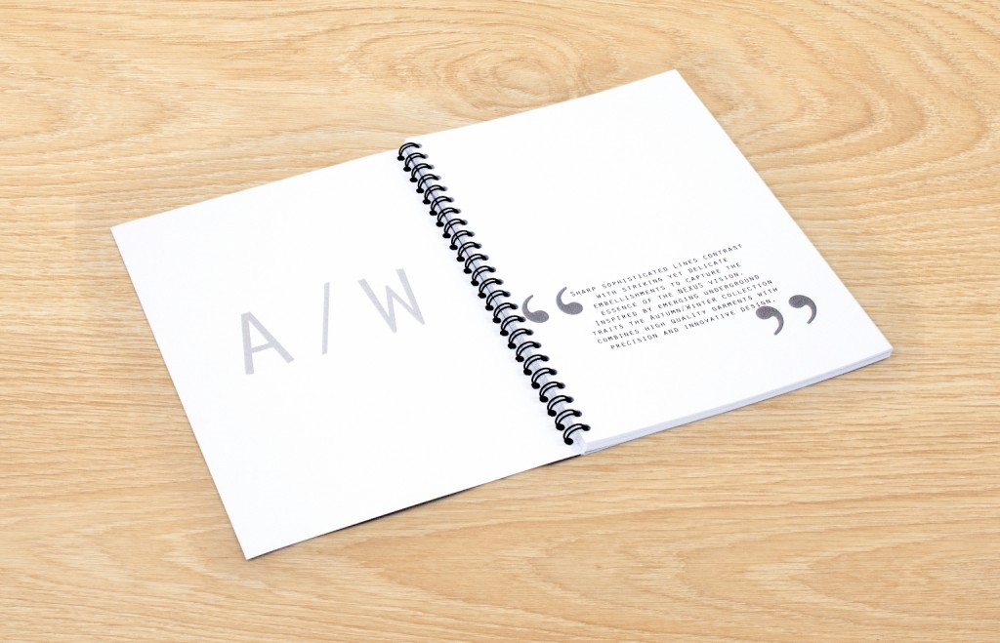 A/W
“Sharp sophisticated lines contrast
with striking yet delicate
embellishments to capture the
essence of the Nexus vision.
Inspired by emerging underground
traits the Autumn/Winter collection
combines high quality garments with
precision and innovative design.”